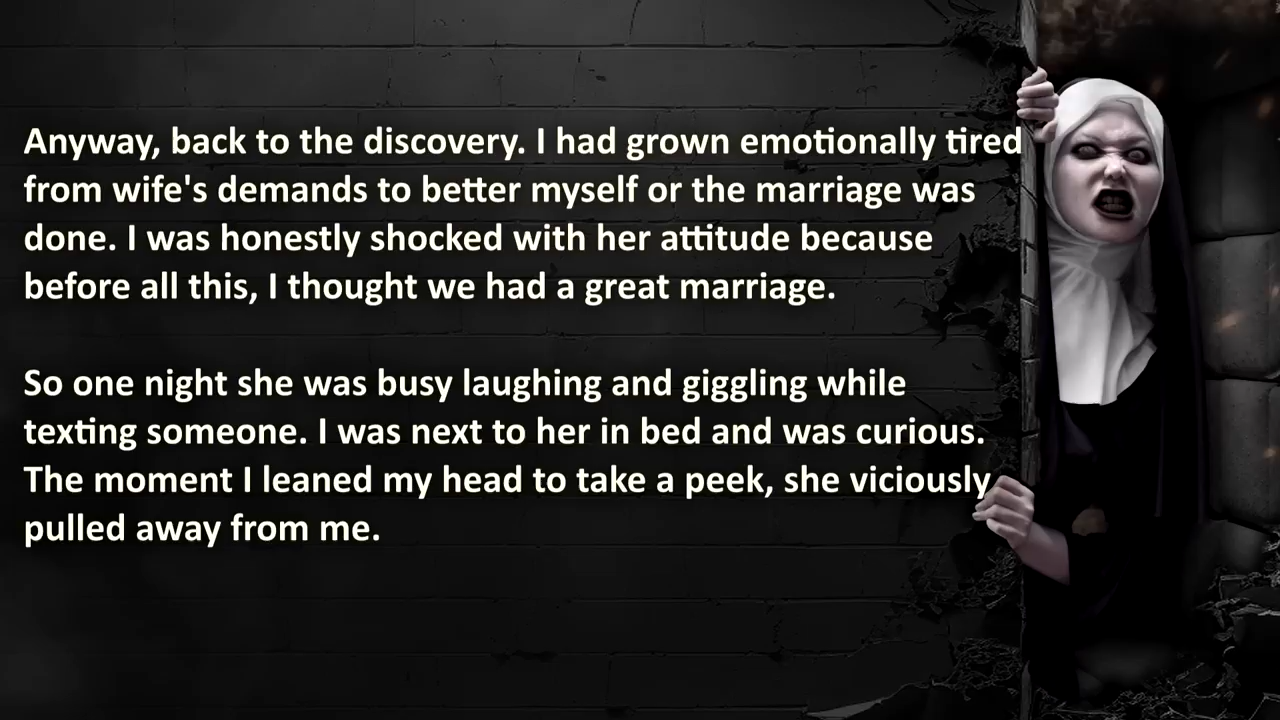 Anyway, back to the discovery. I had grown emotionally tired
from wife's demands to better myself or the marriage was
done. I was honestly shocked with her attitude because
before all this, I thought we had a great marriage.
So one night she was busy laughing and giggling while
texting someone. I was next to her in bed and was curious.
The moment I leaned my head to take a peek, she viciously
pulled away from me.